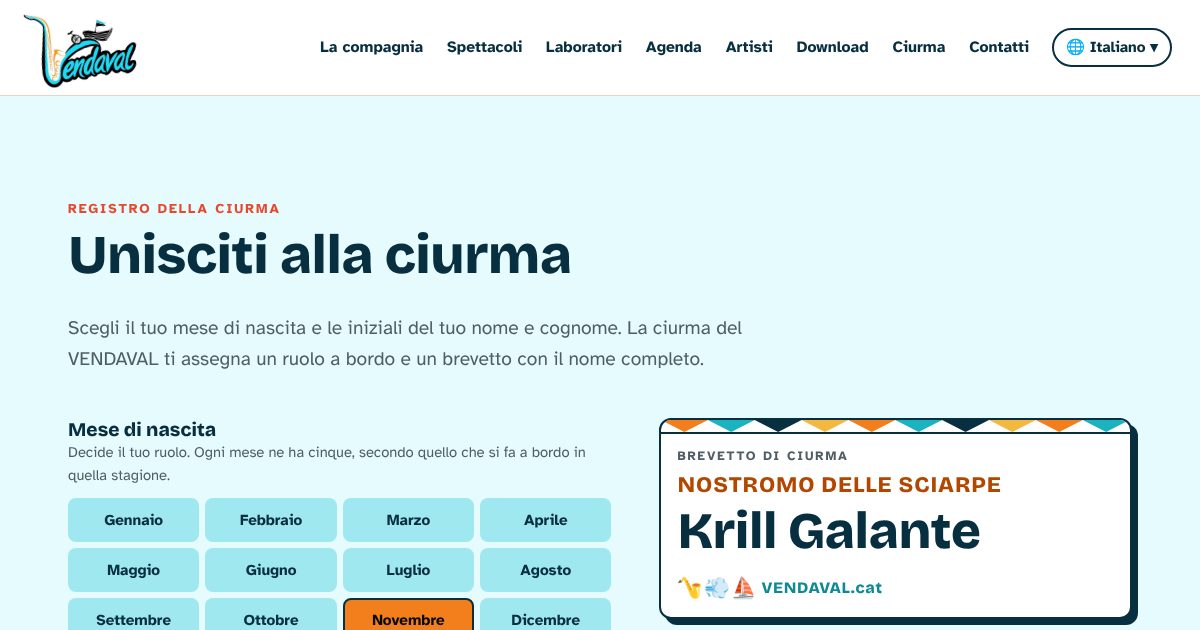 Vendaval
La compagnia Spettacoli Laboratori Agenda Artisti Download Ciurma Contatti Italiano ▾
REGISTRO DELLA CIURMA
Unisciti alla ciurma
Scegli il tuo mese di nascita e le iniziali del tuo nome e cognome. La ciurma del
VENDAVAL ti assegna un ruolo a bordo e un brevetto con il nome completo.
Mese di nascita
Decide il tuo ruolo. Ogni mese ne ha cinque, secondo quello che si fa a bordo in
quella stagione.
Gennaio Febbraio Marzo Aprile
Maggio Giugno Luglio Agosto
Settembre Ottobre Novembre Dicembre
BREVETTO DI CIURMA
NOSTROMO DELLE SCIARPE
Krill Galante
VENDAVAL.cat